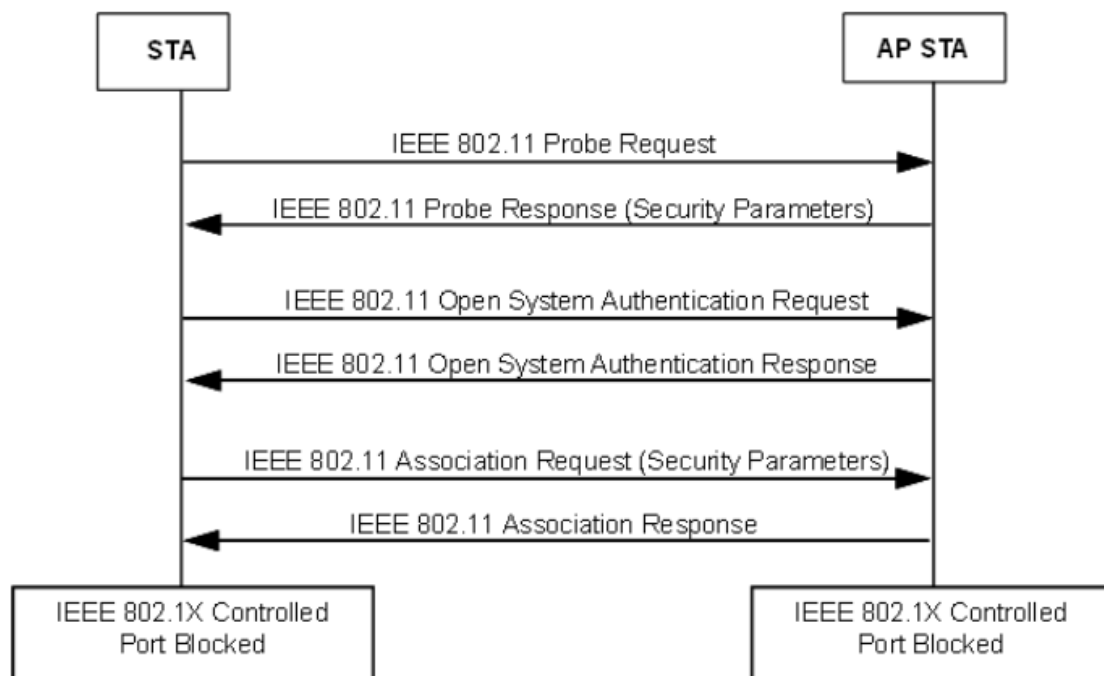 STA
AP STA
IEEE 802.11 Probe Request
IEEE 802.11 Probe Response (Security Parameters)
IEEE 802.11 Open System Authentication Request
IEEE 802.11 Open System Authentication Response
IEEE 802.11 Association Request (Security Parameters)
IEEE 802.11 Association Response
IEEE 802.1X Controlled
Port Blocked
IEEE 802.1X Controlled
Port Blocked